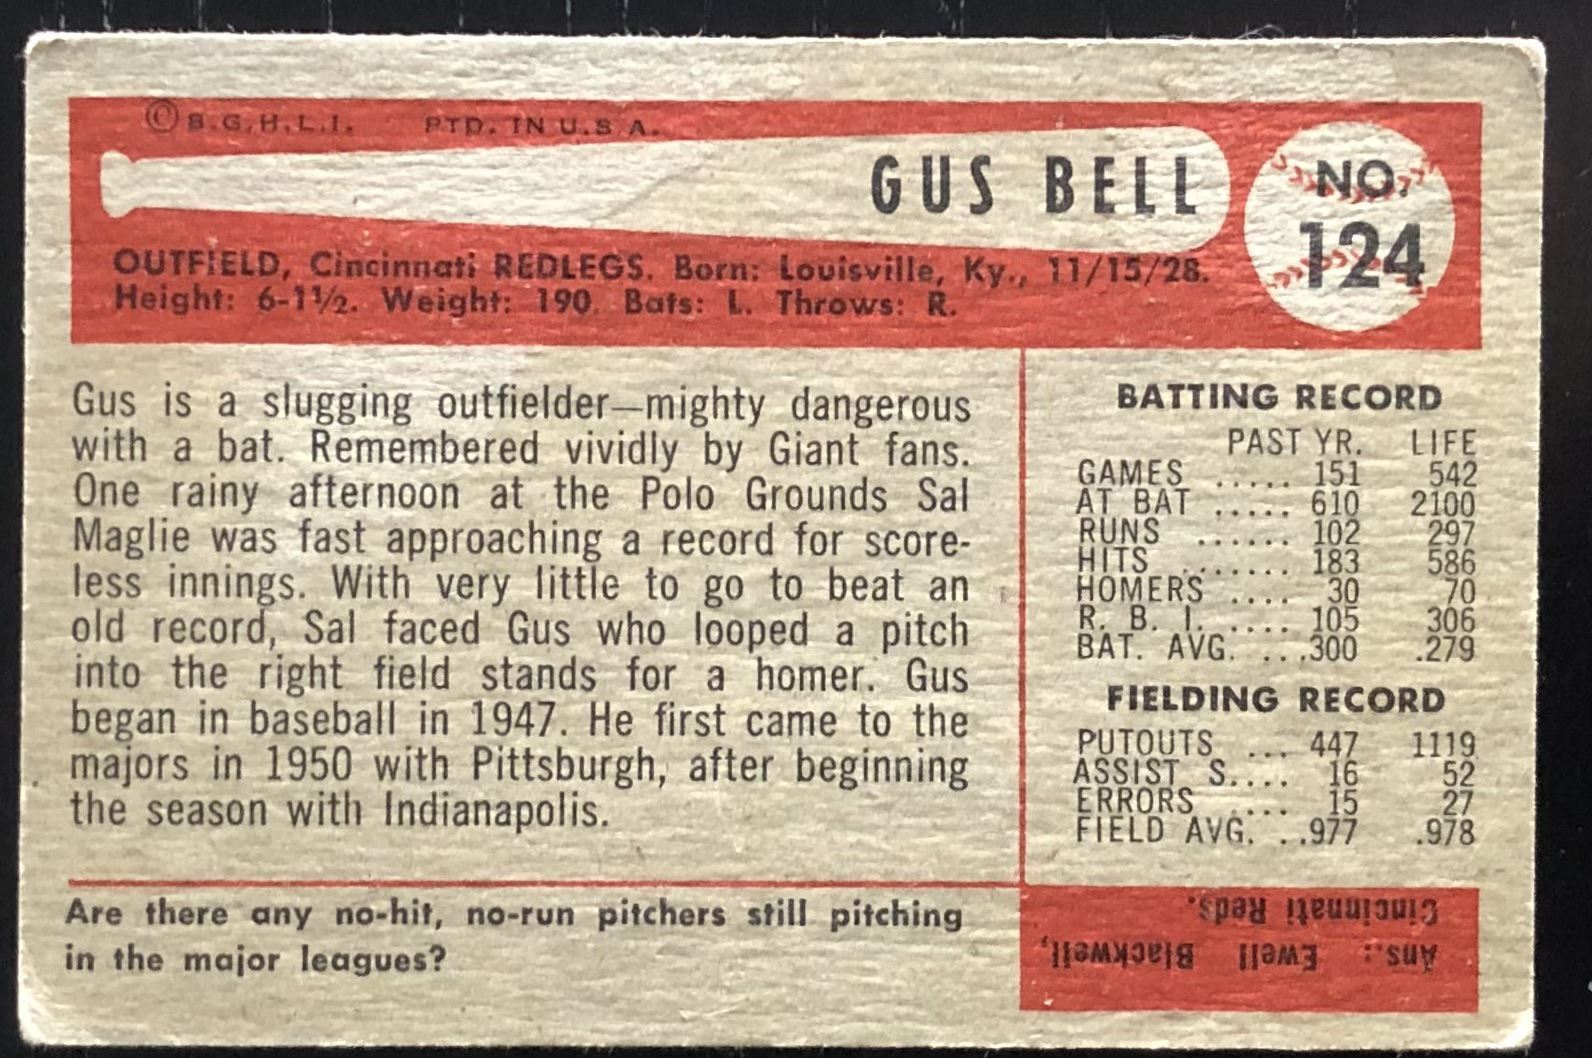 © B.G.H.L.I. PTD. IN U.S.A.
GUS BELL
NO.
124
OUTFIELD, Cincinnati REDLEGS. Born: Louisville, Ky., 11/15/28.
Height: 6-1½. Weight: 190. Bats: L. Throws: R.
Gus is a slugging outfielder—mighty dangerous
with a bat. Remembered vividly by Giant fans.
One rainy afternoon at the Polo Grounds Sal
Maglie was fast approaching a record for score-
less innings. With very little to go to beat an
old record, Sal faced Gus who looped a pitch
into the right field stands for a homer. Gus
began in baseball in 1947. He first came to the
majors in 1950 with Pittsburgh, after beginning
the season with Indianapolis.
BATTING RECORD
PAST YR. LIFE
GAMES ..... 151 542
AT BAT ..... 610 2100
RUNS ...... 102 297
HITS ....... 183 586
HOMERS .... 30 70
R. B. I. .... 105 306
BAT. AVG. ...300 .279
FIELDING RECORD
PUTOUTS ... 447 1119
ASSIST S.... 16 52
ERRORS .... 15 27
FIELD AVG. ..977 .978
Are there any no-hit, no-run pitchers still pitching
in the major leagues?
Ans.: Ewell Blackwell,
Cincinnati Reds.